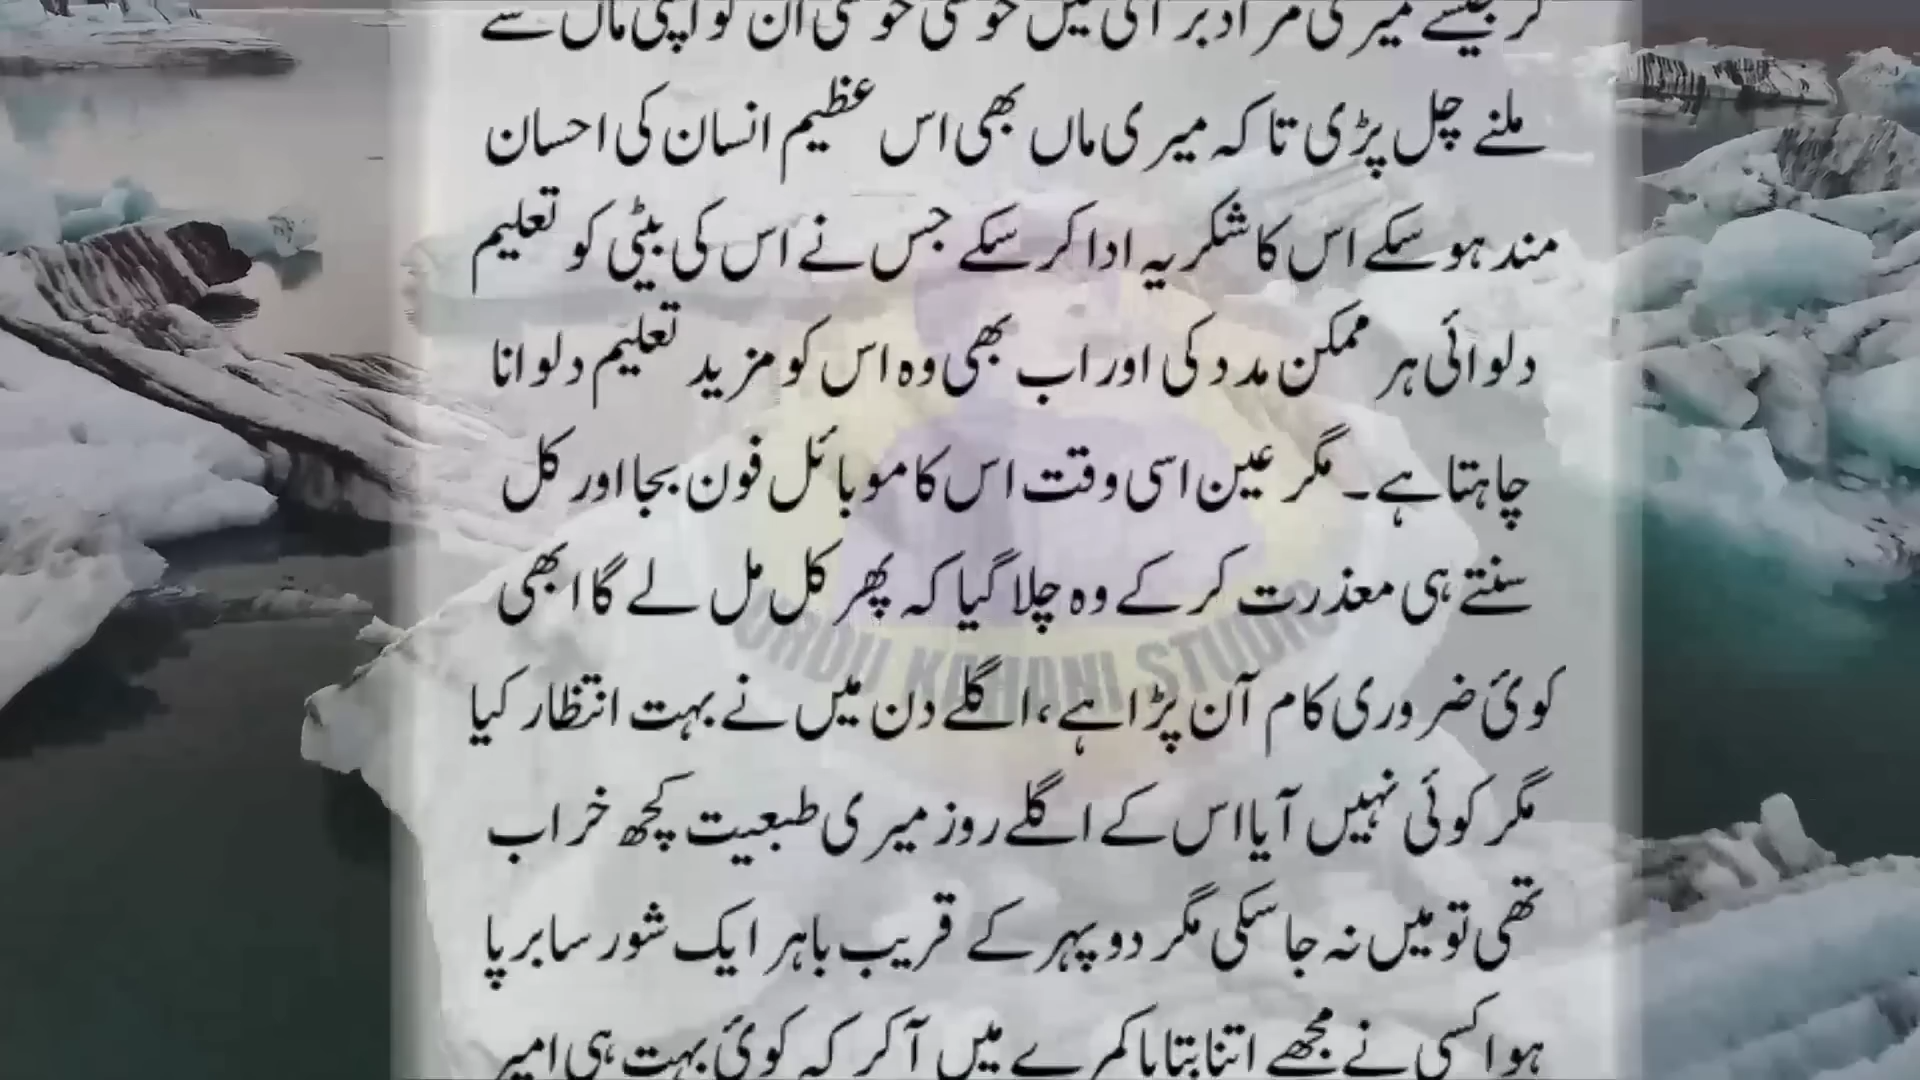 کر جیسے میری مراد بر آئی میں خوشی خوشی ان کو اپنی ماں سے
ملنے چل پڑی تا کہ میری ماں بھی اس عظیم انسان کی احسان
مند ہو سکے اس کا شکریہ ادا کر سکے جس نے اس کی بیٹی کو تعلیم
دلوائی ہر ممکن مدد کی اور اب بھی وہ اس کو مزید تعلیم دلوانا
چاہتا ہے۔ مگر عین اسی وقت اس کا موبائل فون بجا اور کل
سنتے ہی معذرت کر کے وہ چلا گیا کہ پھر کل مل لے گا ابھی
کوئ ضروری کام آن پڑا ہے، اگلے دن میں نے بہت انتظار کیا
مگر کوئی نہیں آیا اس کے اگلے روز میری طبعیت کچھ خراب
تھی تو میں نہ جا سکی مگر دوپہر کے قریب باہر ایک شور سا برپا
ہوا کسی نے مجھے اتنا بتایا کمرے میں آ کر کہ کوئ بہت ہی امیر
URDU KAHANI STUDIO